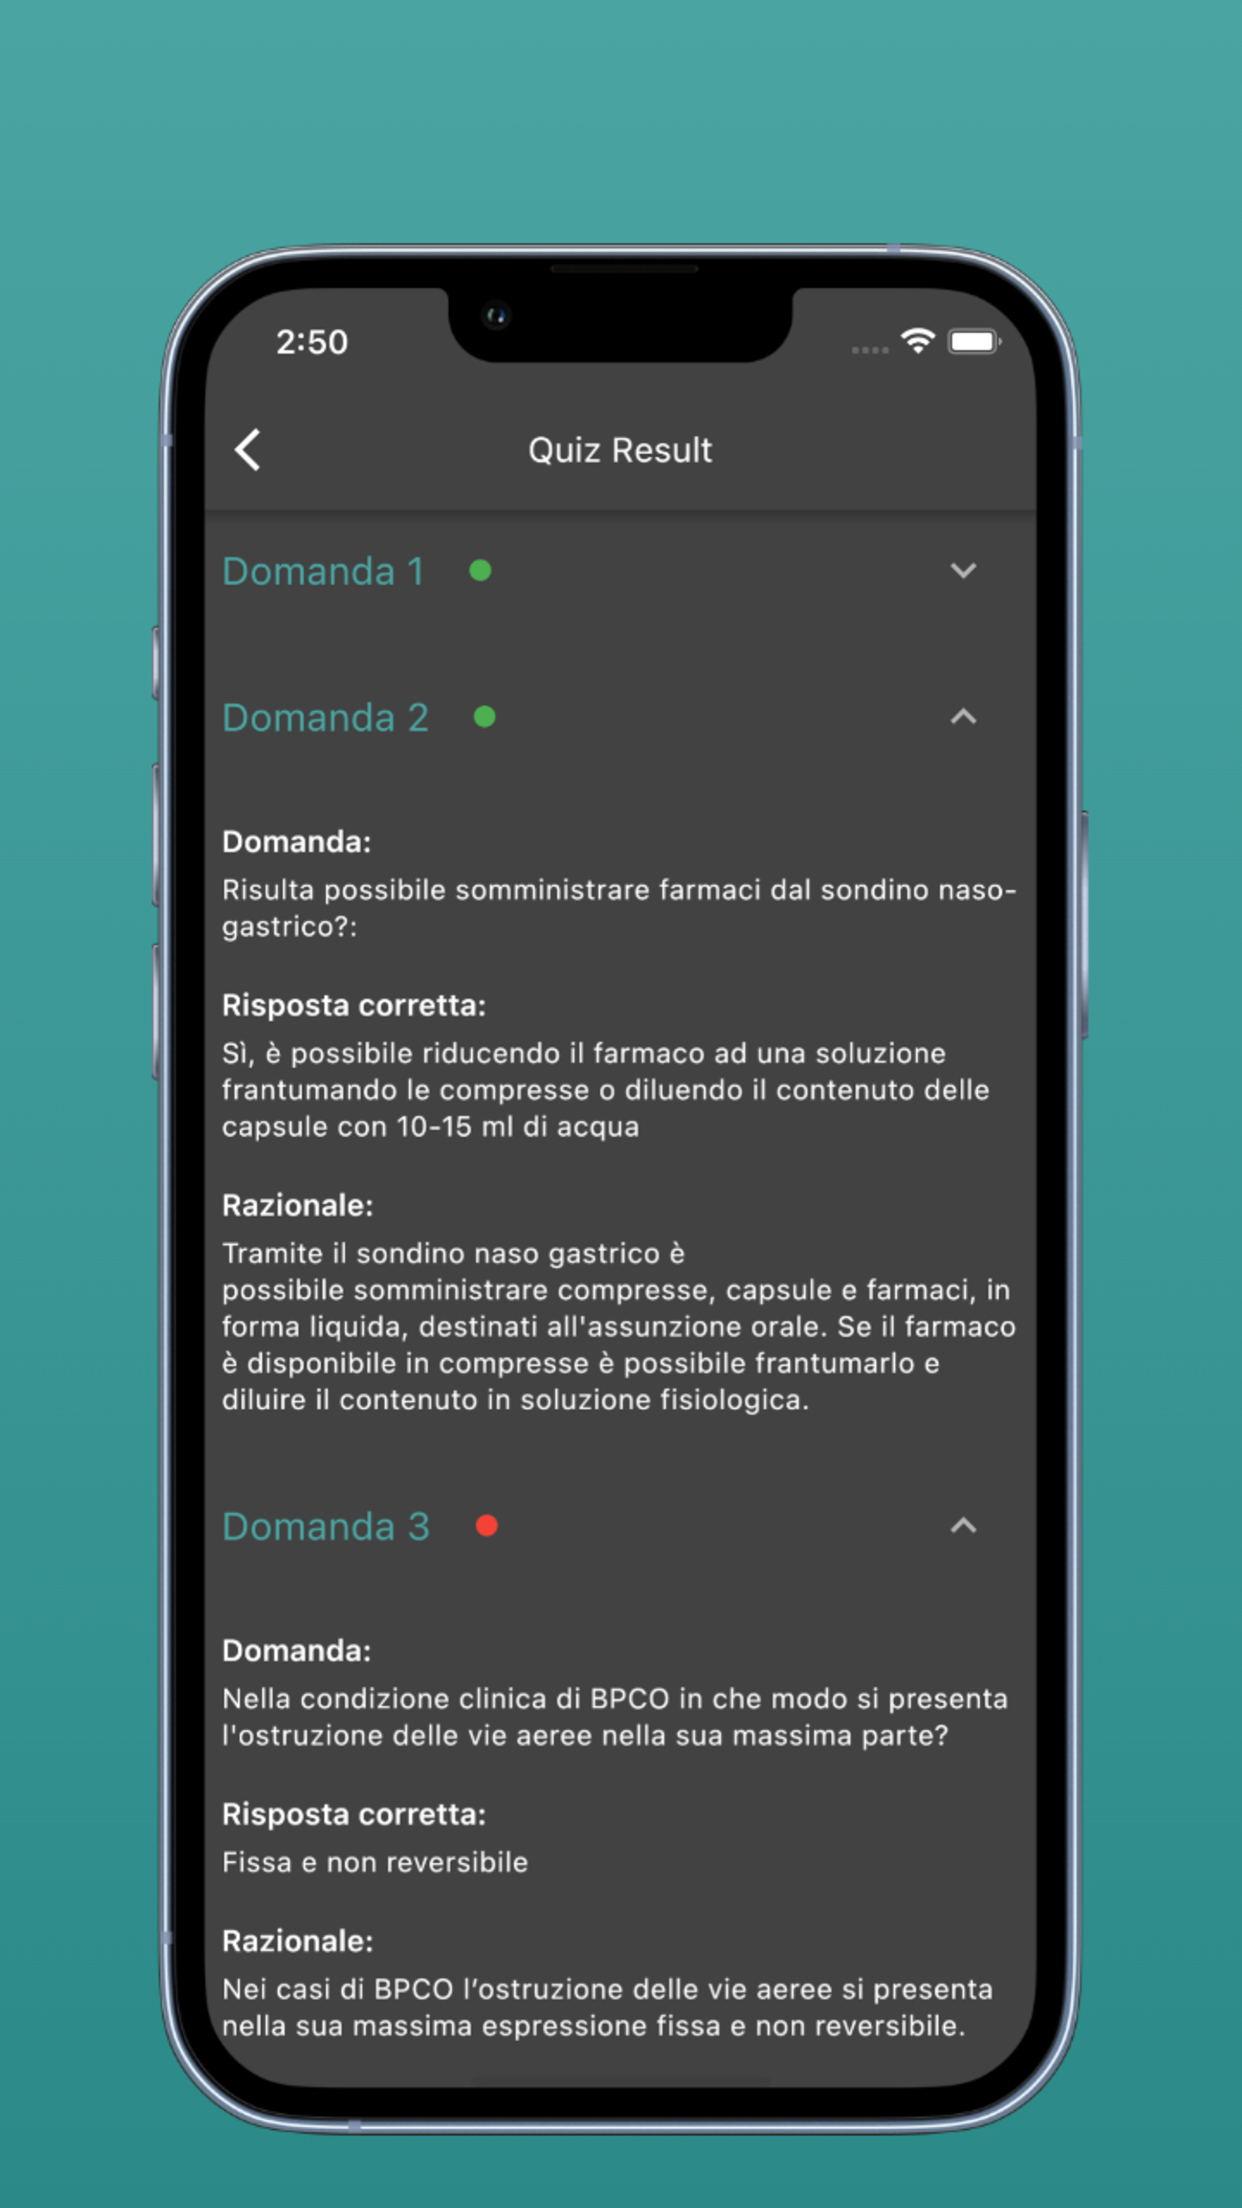 2:50
Quiz Result
Domanda 1
Domanda 2
Domanda:
Risulta possibile somministrare farmaci dal sondino naso-
gastrico?:
Risposta corretta:
Sì, è possibile riducendo il farmaco ad una soluzione
frantumando le compresse o diluendo il contenuto delle
capsule con 10-15 ml di acqua
Razionale:
Tramite il sondino naso gastrico è
possibile somministrare compresse, capsule e farmaci, in
forma liquida, destinati all'assunzione orale. Se il farmaco
è disponibile in compresse è possibile frantumarlo e
diluire il contenuto in soluzione fisiologica.
Domanda 3
Domanda:
Nella condizione clinica di BPCO in che modo si presenta
l'ostruzione delle vie aeree nella sua massima parte?
Risposta corretta:
Fissa e non reversibile
Razionale:
Nei casi di BPCO l’ostruzione delle vie aeree si presenta
nella sua massima espressione fissa e non reversibile.